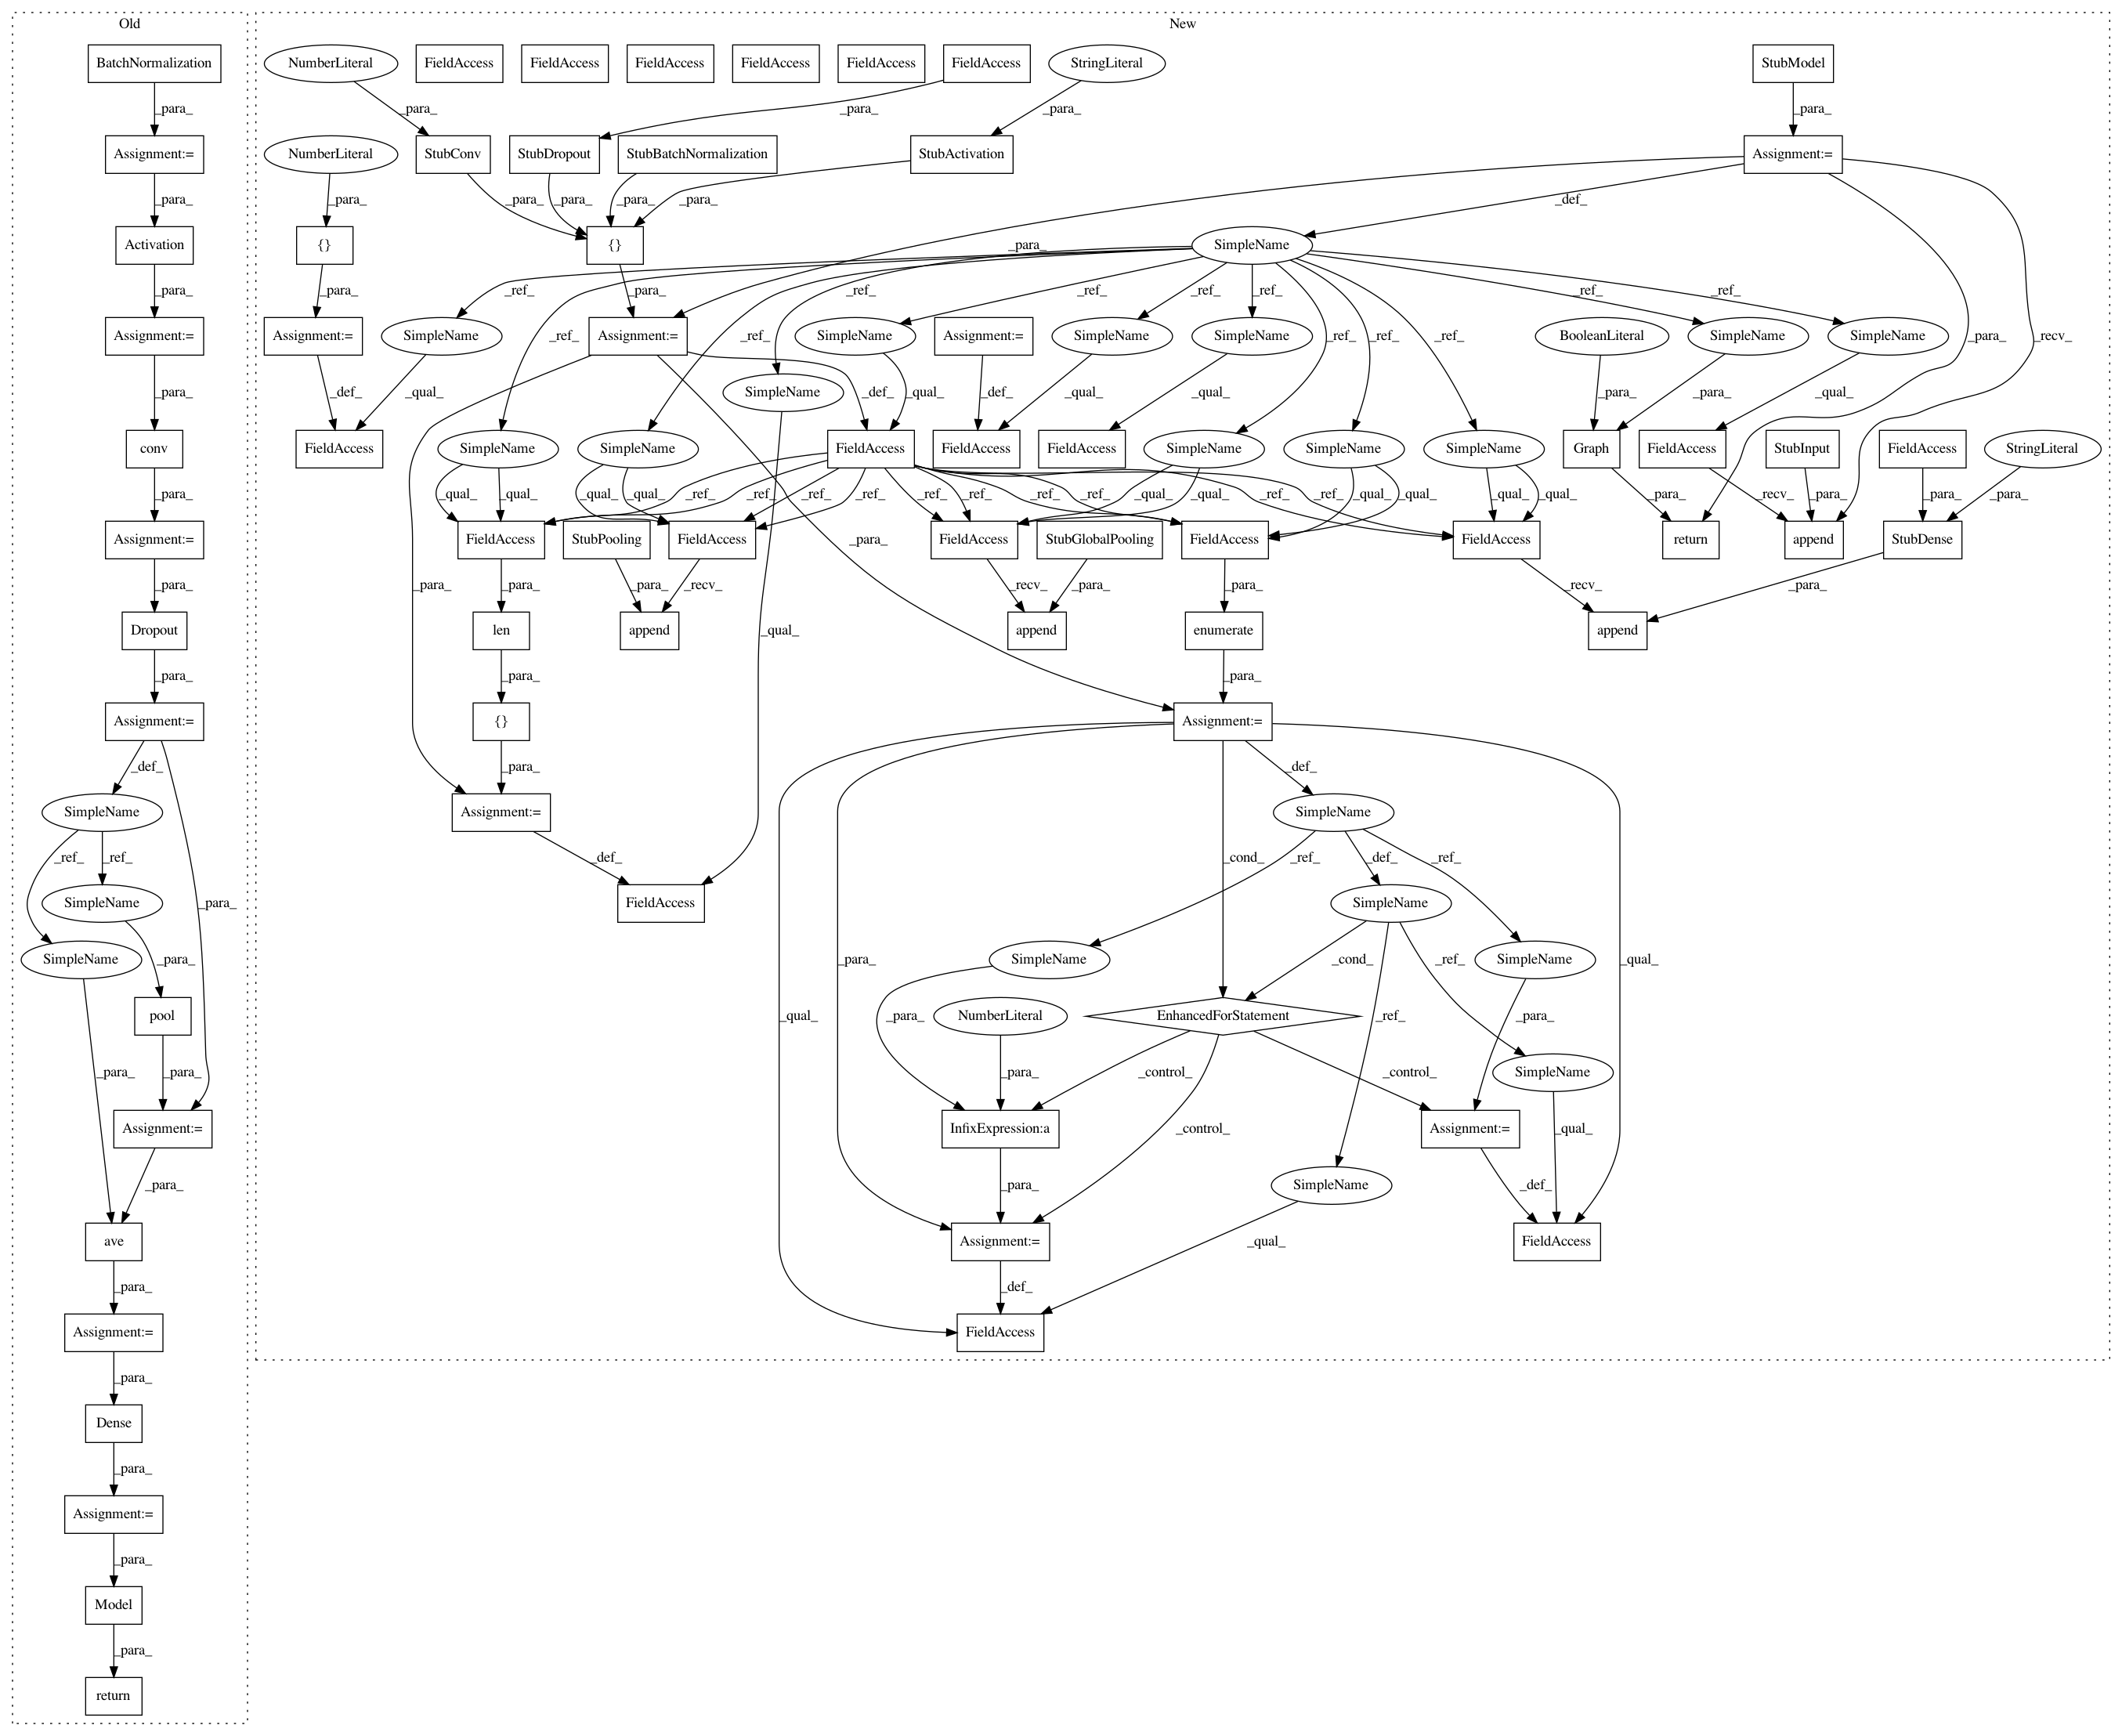 Old
New
BatchNormalization
NumberLiteral
FieldAccess
FieldAccess
FieldAccess
FieldAccess
FieldAccess
FieldAccess
StringLiteral
StubModel
_para_
_para_
_para_
_para_
_para_
Assignment:=
NumberLiteral
StubConv
StubDropout
StubBatchNormalization
StubActivation
Assignment:=
_para_
_para_
_para_
_para_
_para_
_para_
_def_
Activation
{}
{}
_para_
SimpleName
_para_
_para_
_para_
_ref_
_ref_
_ref_
_ref_
_ref_
_ref_
_ref_
Assignment:=
Assignment:=
SimpleName
Assignment:=
SimpleName
Assignment:=
SimpleName
SimpleName
BooleanLiteral
SimpleName
SimpleName
_para_
_def_
_qual_
_ref_
_ref_
_def_
_qual_
_def_
_qual_
_qual_
_ref_
_ref_
_ref_
_para_
_para_
_qual_
_para_
_recv_
SimpleName
conv
FieldAccess
SimpleName
SimpleName
FieldAccess
FieldAccess
FieldAccess
SimpleName
SimpleName
SimpleName
Graph
FieldAccess
StubInput
FieldAccess
StringLiteral
_para_
_qual_
_qual_
_ref_
_ref_
_qual_
_qual_
_ref_
_ref_
_ref_
_ref_
_qual_
_qual_
_ref_
_ref_
_qual_
_qual_
_ref_
_ref_
_qual_
_qual_
_para_
_recv_
_para_
_para_
_para_
Assignment:=
FieldAccess
StubPooling
FieldAccess
_para_
FieldAccess
StubGlobalPooling
FieldAccess
FieldAccess
return
append
StubDense
_para_
_para_
_para_
_para_
_recv_
_recv_
_para_
_para_
_recv_
_para_
Dropout
len
append
_qual_
append
enumerate
append
_para_
_para_
_para_
Assignment:=
{}
Assignment:=
_def_
_para_
_def_
SimpleName
Assignment:=
SimpleName
_ref_
_ref_
_def_
_cond_
_ref_
_def_
_ref_
SimpleName
_para_
FieldAccess
SimpleName
SimpleName
_para_
SimpleName
_para_
SimpleName
_cond_
_ref_
pool
_qual_
NumberLiteral
EnhancedForStatement
_para_
_ref_
_para_
_qual_
_para_
_para_
_para_
_control_
_control_
SimpleName
Assignment:=
InfixExpression:a
_control_
Assignment:=
_qual_
_para_
_para_
SimpleName
_def_
ave
Assignment:=
_qual_
FieldAccess
_para_
_def_
Assignment:=
FieldAccess
_para_
Dense
_para_
Assignment:=
_para_
Model
_para_
return